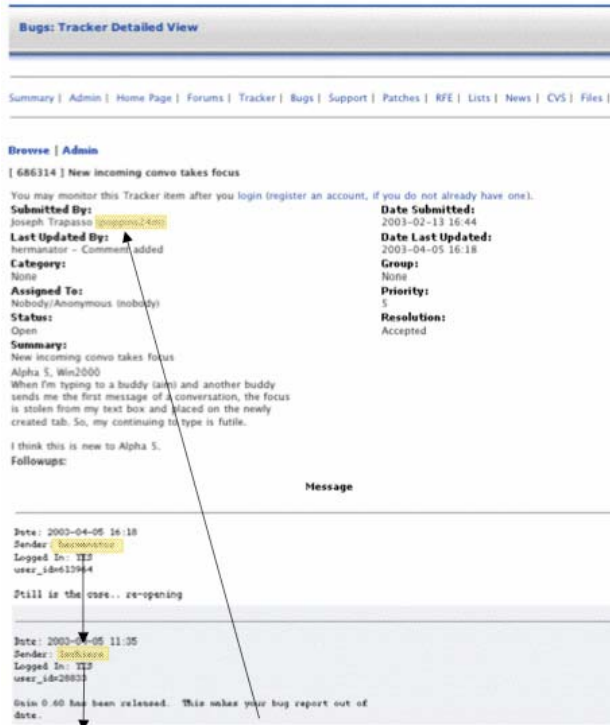 Bugs: Tracker Detailed View
Summary | Admin | Home Page | Forums | Tracker | Bugs | Support | Patches | RFE | Lists | News | CVS | Files |
Browse | Admin
[ 686314 ] New incoming convo takes focus
You may monitor this Tracker item after you login (register an account, if you do not already have one).
Submitted By:
Joseph Trapasso
Date Submitted:
2003-02-13 16:44
Last Updated By:
hermanator - Comment added
Date Last Updated:
2003-04-05 16:18
Category:
None
Group:
None
Assigned To:
Nobody/Anonymous (nobody)
Priority:
5
Status:
Open
Resolution:
Accepted
Summary:
New incoming convo takes focus
Alpha 5, Win2000
When I'm typing to a buddy (aim) and another buddy
sends me the first message of a conversation, the focus
is stolen from my text box and placed on the newly
created tab. So, my continuing to type is futile.
I think this is new to Alpha 5.
Followups:
Message
Date: 2003-04-05 16:18
Sender: hermanator
Logged In: YES
user_id=613964
Still is the case.. re-opening
Date: 2003-04-05 11:35
Sender:
Logged In: YES
Gaim 0.60 has been released. This makes your bug report out of
date.